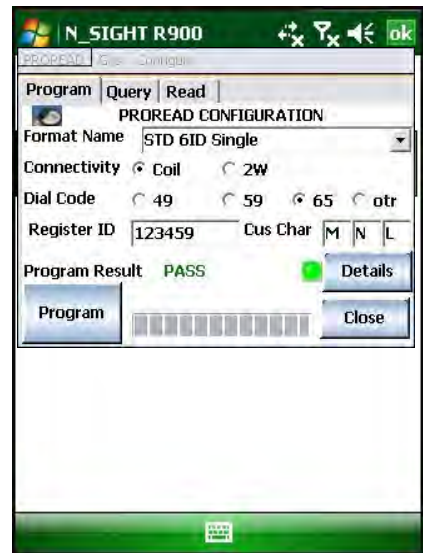 N_SIGHT R900 ok
PROREAD
Program Query Read
PROREAD CONFIGURATION
Format Name STD 6ID Single
Connectivity Coil 2W
Dial Code 49 59 65 otr
Register ID 123459 Cus Char M N L
Program Result PASS Details
Program Close